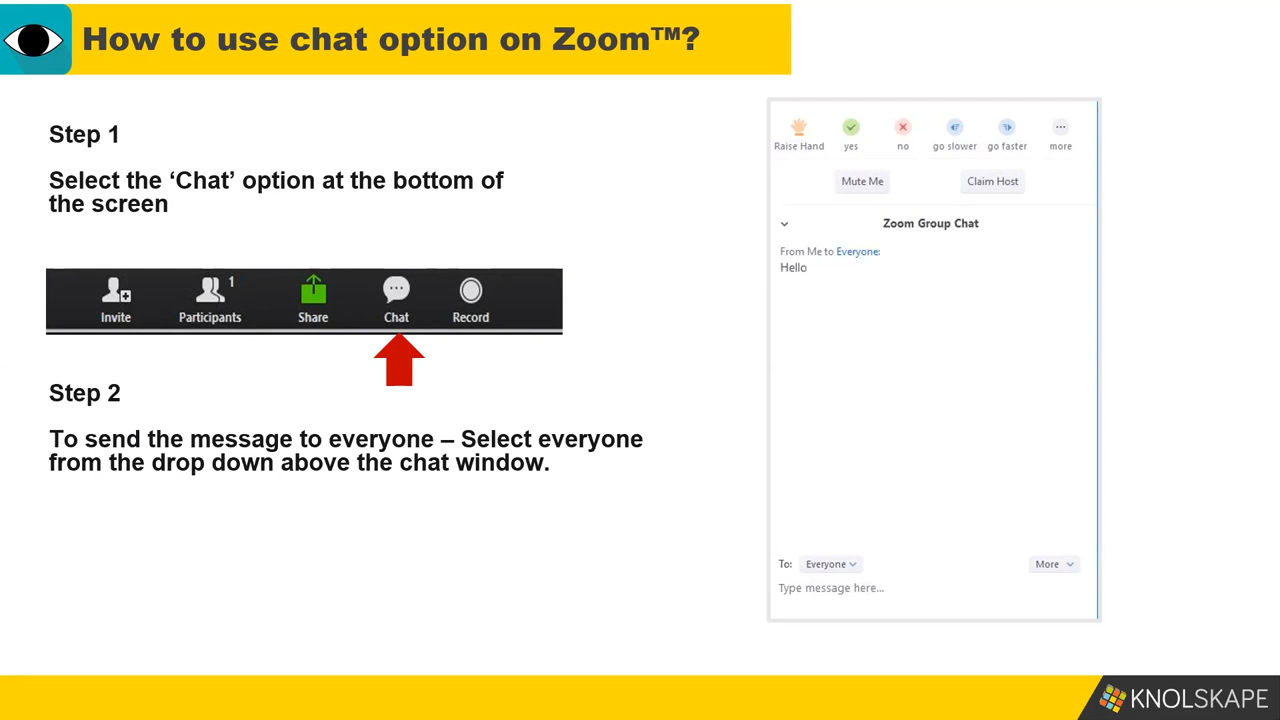 How to use chat option on Zoom™?
Step 1
Select the ‘Chat’ option at the bottom of
the screen
Invite
Participants
1
Share
Chat
Record
Step 2
To send the message to everyone – Select everyone
from the drop down above the chat window.
Raise Hand yes no go slower go faster more
Mute Me Claim Host
Zoom Group Chat
From Me to Everyone:
Hello
To: Everyone More
Type message here...
KNOLSKAPE